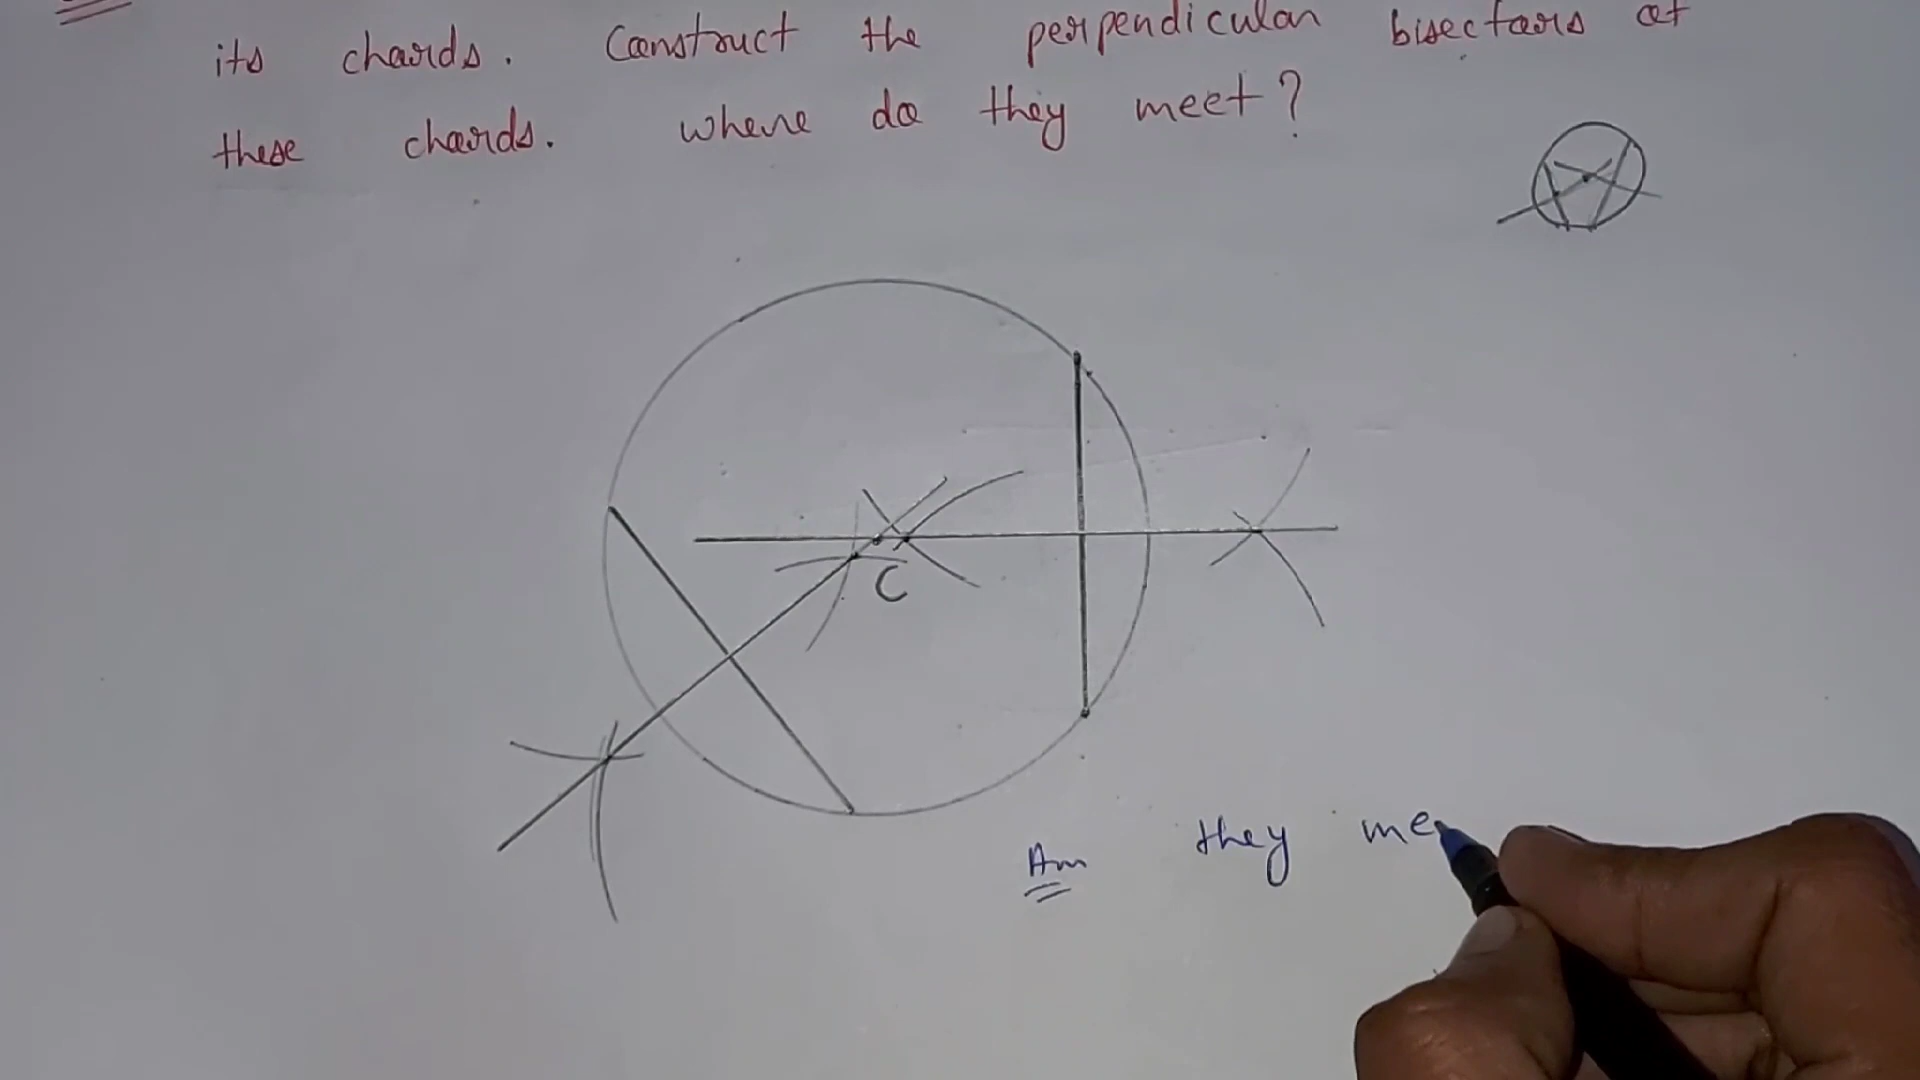 its chords. Construct the perpendicular bisectors of
these chords. where do they meet?
C
Ans they me